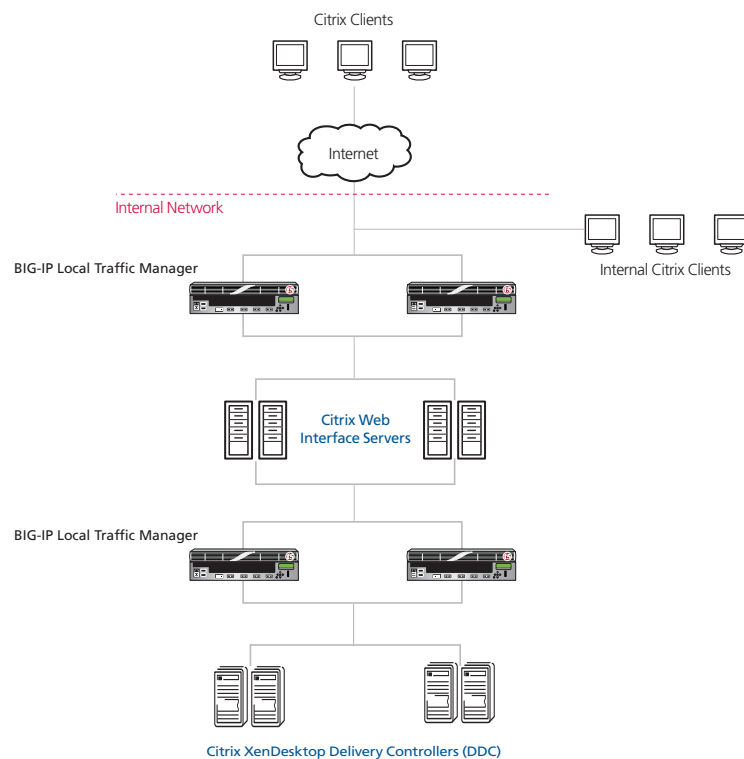 Citrix Clients
Internet
Internal Network
Internal Citrix Clients
BIG-IP Local Traffic Manager
Citrix Web
Interface Servers
BIG-IP Local Traffic Manager
Citrix XenDesktop Delivery Controllers (DDC)